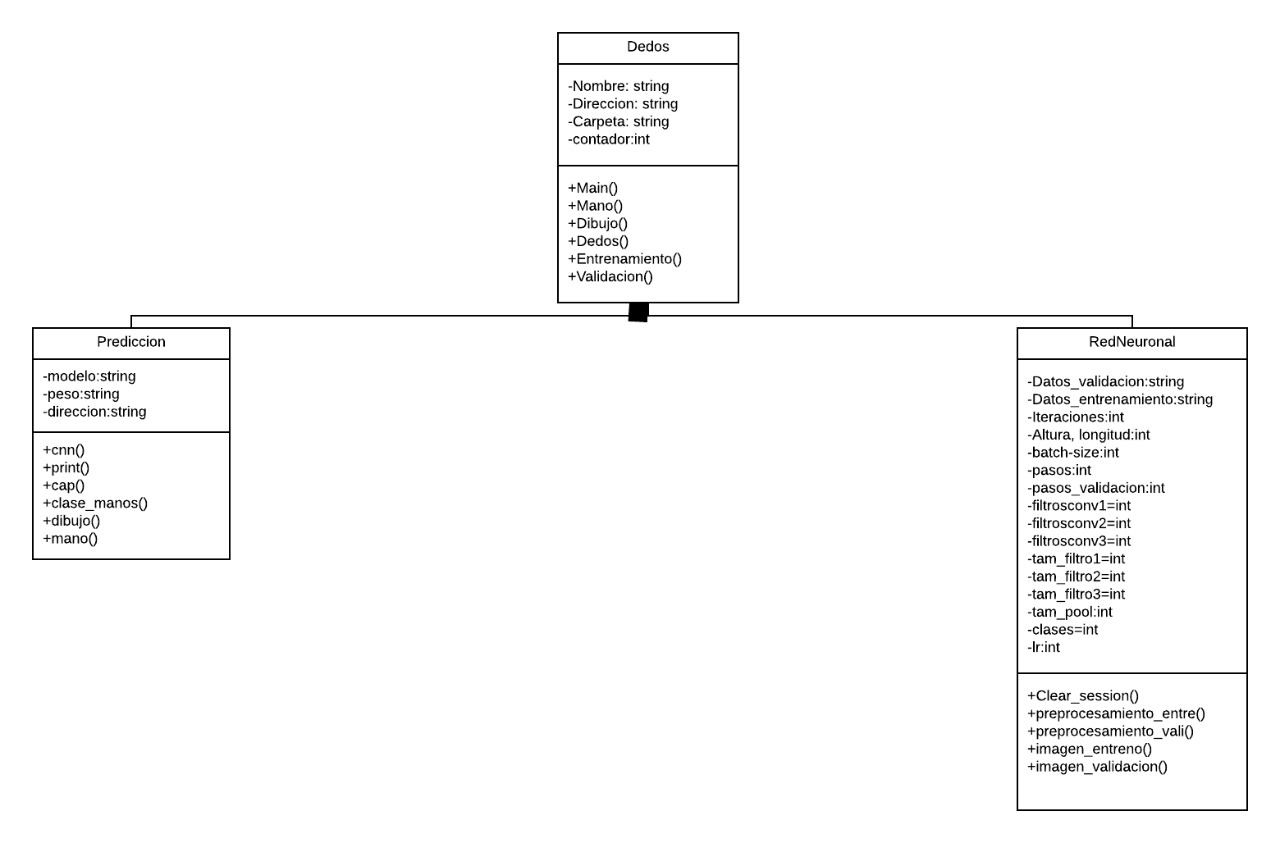 Dedos
-Nombre: string
-Direccion: string
-Carpeta: string
-contador:int
+Main()
+Mano()
+Dibujo()
+Dedos()
+Entrenamiento()
+Validacion()
Prediccion
-modelo:string
-peso:string
-direccion:string
+cnn()
+print()
+cap()
+clase_manos()
+dibujo()
+mano()
RedNeuronal
-Datos_validacion:string
-Datos_entrenamiento:string
-Iteraciones:int
-Altura, longitud:int
-batch-size:int
-pasos:int
-pasos_validacion:int
-filtrosconv1=int
-filtrosconv2=int
-filtrosconv3=int
-tam_filtro1=int
-tam_filtro2=int
-tam_filtro3=int
-tam_pool:int
-clases=int
-lr:int
+Clear_session()
+preprocesamiento_entre()
+preprocesamiento_vali()
+imagen_entreno()
+imagen_validacion()